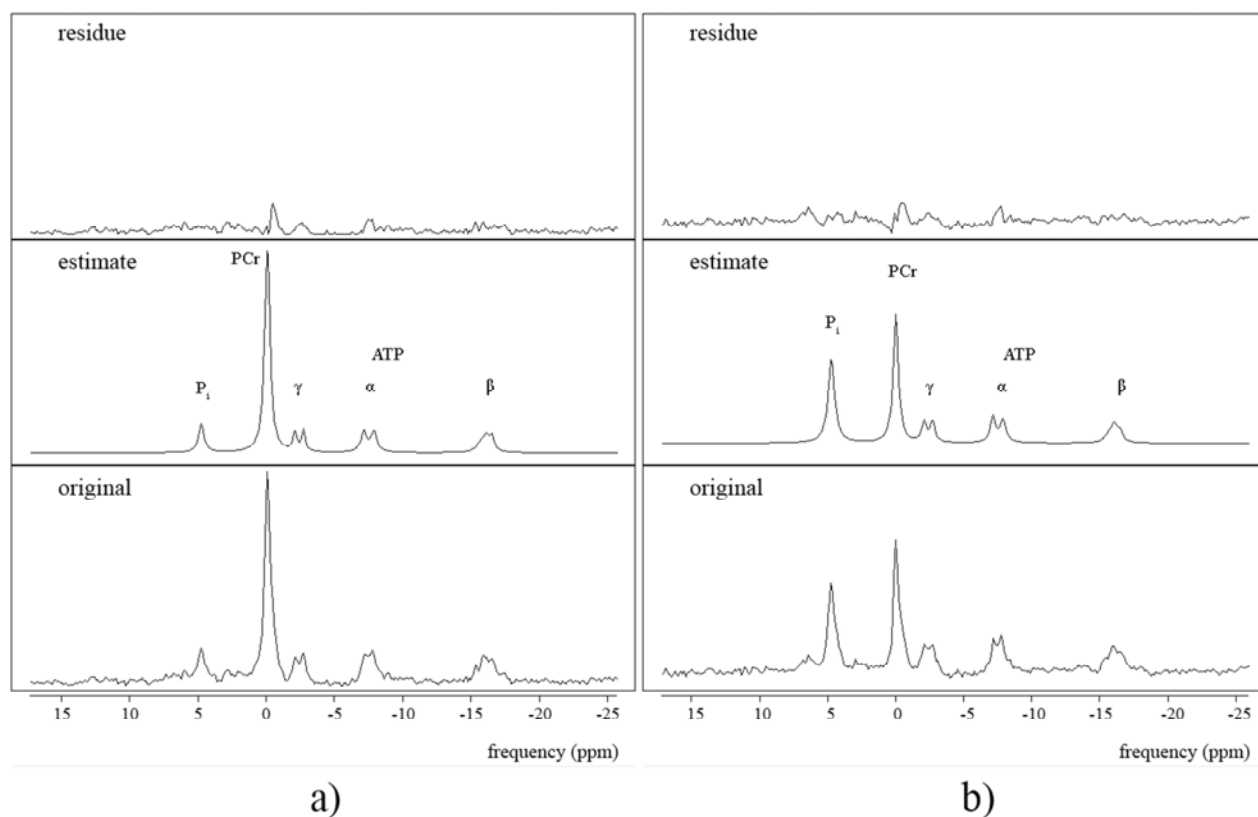 residue
estimate
PCr
ATP
Pi γ α β
original
15 10 5 0 -5 -10 -15 -20 -25
frequency (ppm)
a)
residue
estimate
PCr
Pi
ATP
γ α β
original
15 10 5 0 -5 -10 -15 -20 -25
frequency (ppm)
b)